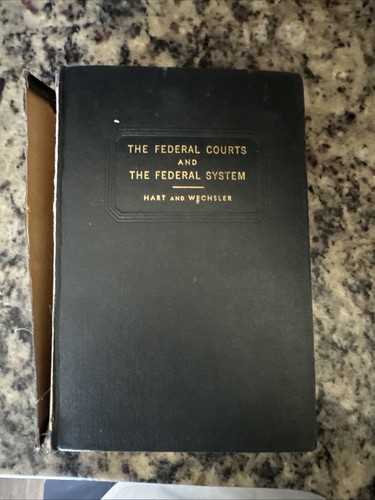 THE FEDERAL COURTS
AND
THE FEDERAL SYSTEM
HART AND WECHSLER